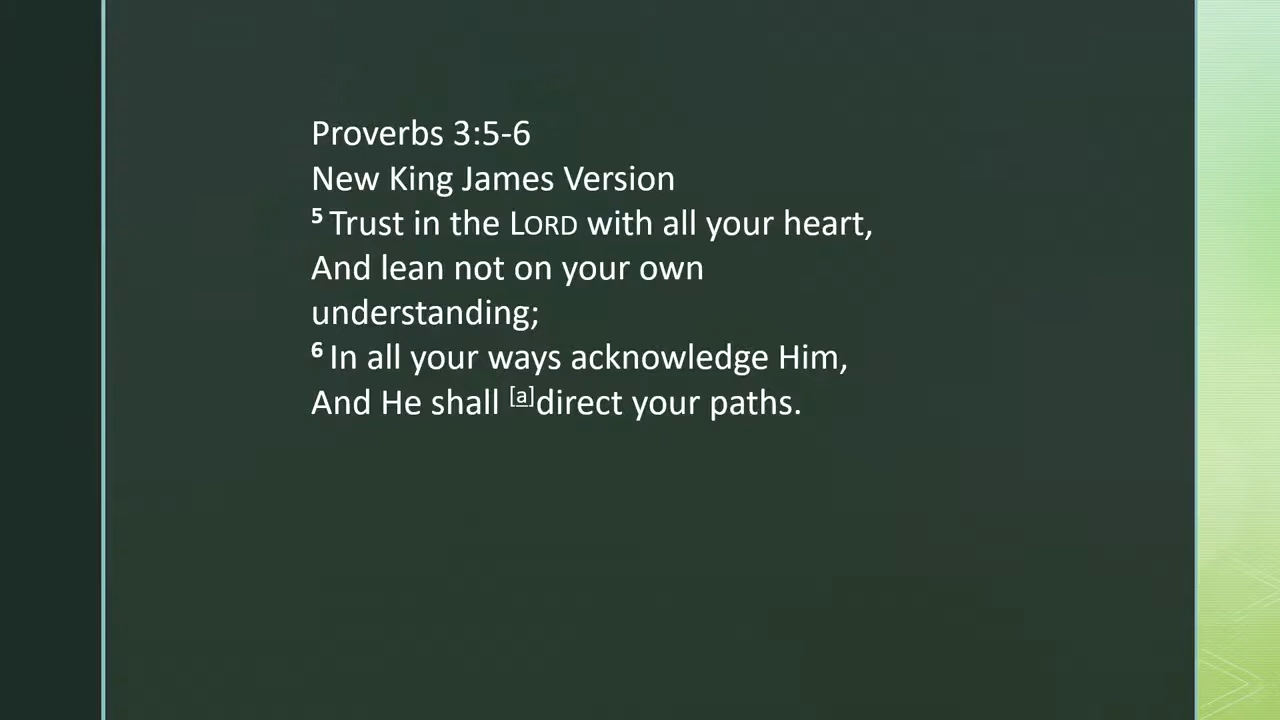 Proverbs 3:5-6
New King James Version
5 Trust in the LORD with all your heart,
And lean not on your own
understanding;
6 In all your ways acknowledge Him,
And He shall [a]direct your paths.